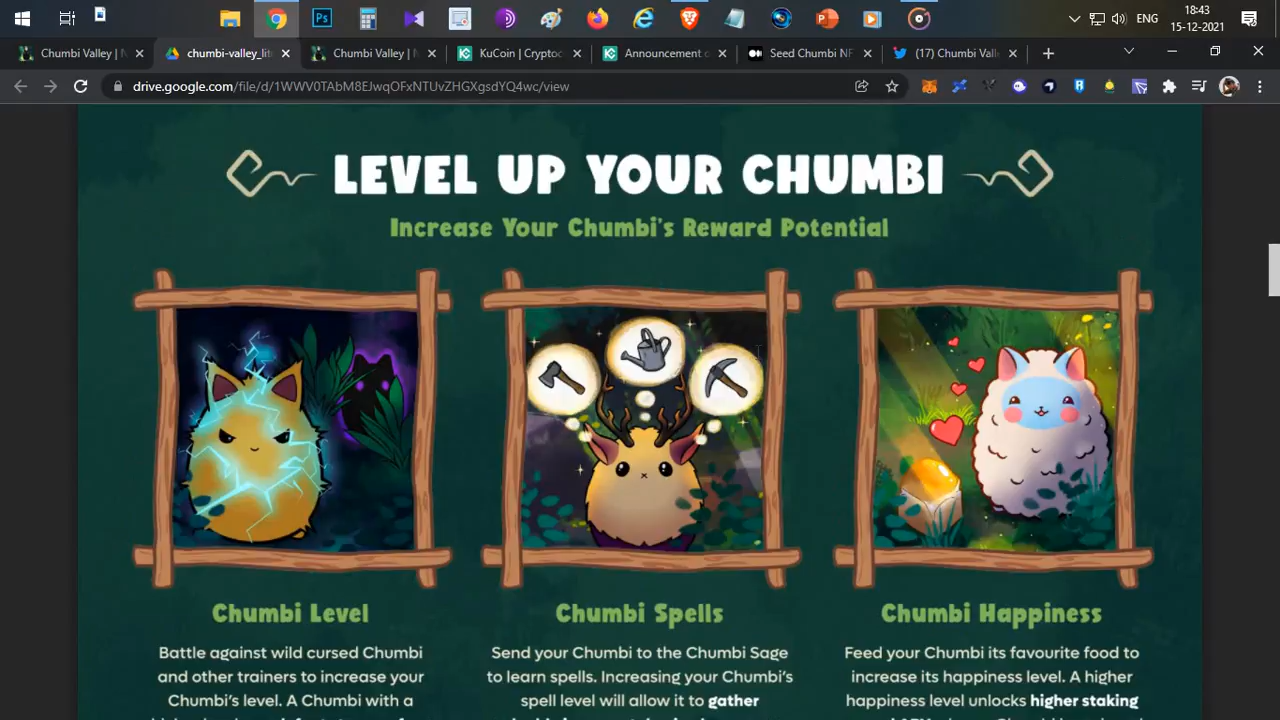 18:43
ENG
15-12-2021
Chumbi Valley | N
chumbi-valley_lite
Chumbi Valley | N
KuCoin | Cryptoc
Announcement o
Seed Chumbi NF
(17) Chumbi Valle
drive.google.com/file/d/1WWV0TAbM8EJwqOFxNTUvZHGXgsdYQ4wc/view
LEVEL UP YOUR CHUMBI
Increase Your Chumbi's Reward Potential
Chumbi Level
Battle against wild cursed Chumbi
and other trainers to increase your
Chumbi's level. A Chumbi with a
Chumbi Spells
Send your Chumbi to the Chumbi Sage
to learn spells. Increasing your Chumbi's
spell level will allow it to gather
Chumbi Happiness
Feed your Chumbi its favourite food to
increase its happiness level. A higher
happiness level unlocks higher staking